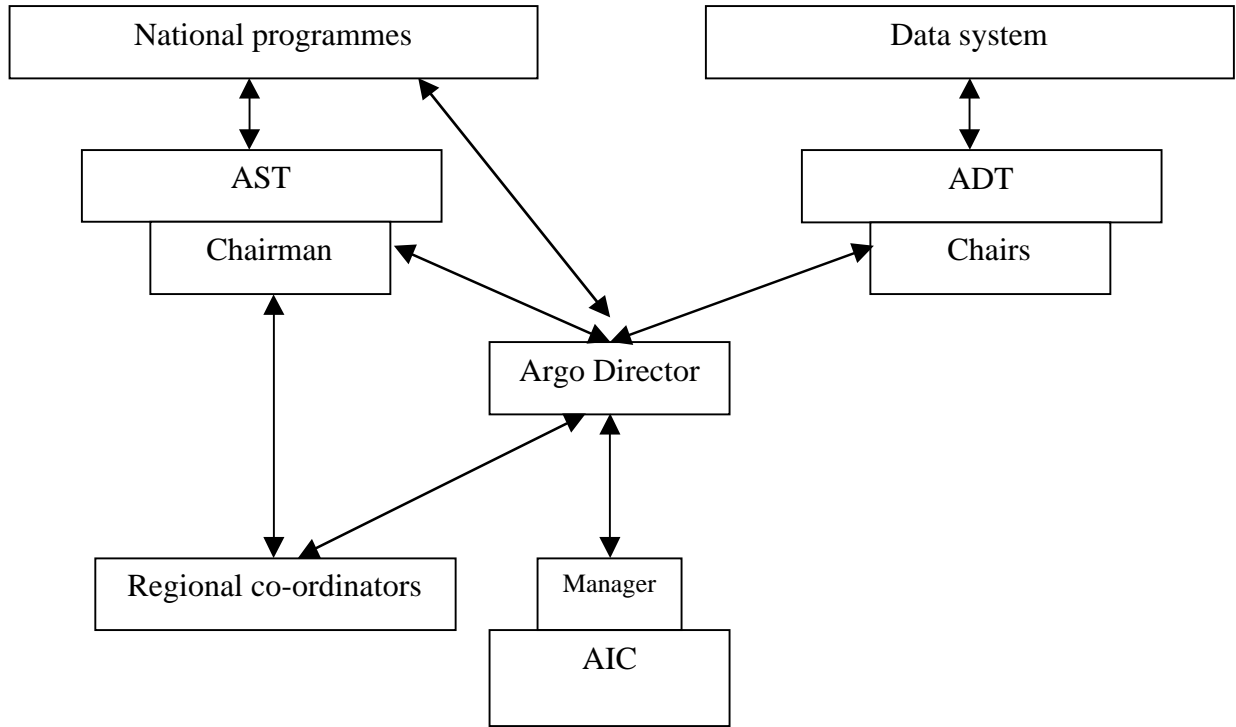 National programmes
Data system
AST
ADT
Chairman
Chairs
Argo Director
Regional co-ordinators
Manager
AIC